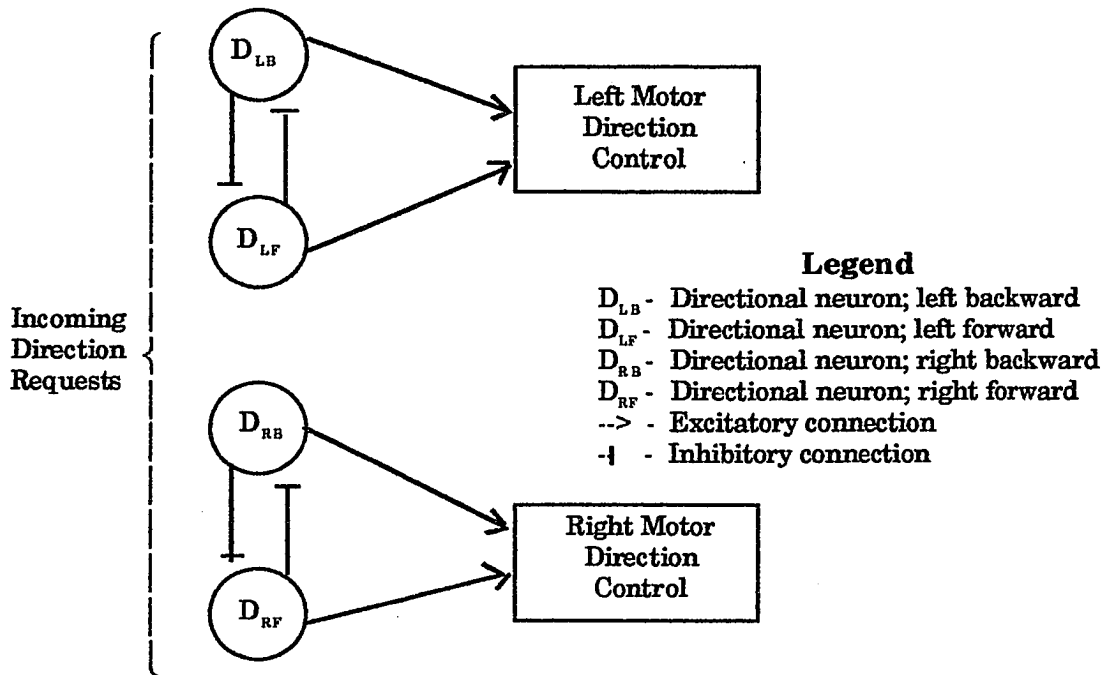 D_LB
Left Motor
Direction
Control
D_LF
Legend
D_LB - Directional neuron; left backward
D_LF - Directional neuron; left forward
D_RB - Directional neuron; right backward
D_RF - Directional neuron; right forward
--> - Excitatory connection
-| - Inhibitory connection
Incoming
Direction
Requests
D_RB
Right Motor
Direction
Control
D_RF